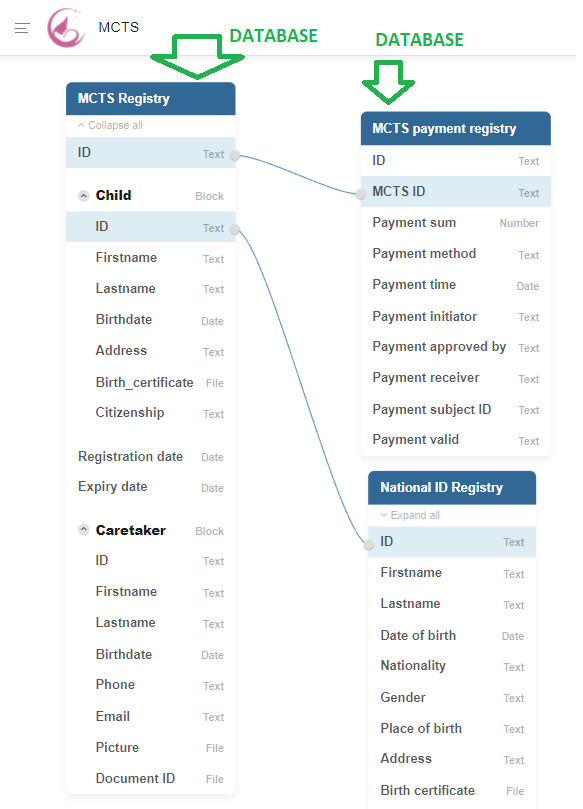 MCTS
DATABASE
DATABASE
MCTS Registry
Collapse all
ID Text
Child Block
ID Text
Firstname Text
Lastname Text
Birthdate Date
Address Text
Birth_certificate File
Citizenship Text
Registration date Date
Expiry date Date
Caretaker Block
ID Text
Firstname Text
Lastname Text
Birthdate Date
Phone Text
Email Text
Picture File
Document ID File
MCTS payment registry
ID Text
MCTS ID Text
Payment sum Number
Payment method Text
Payment time Date
Payment initiator Text
Payment approved by Text
Payment receiver Text
Payment subject ID Text
Payment valid Text
National ID Registry
Expand all
ID Text
Firstname Text
Lastname Text
Date of birth Date
Nationality Text
Gender Text
Place of birth Text
Address Text
Birth certificate File